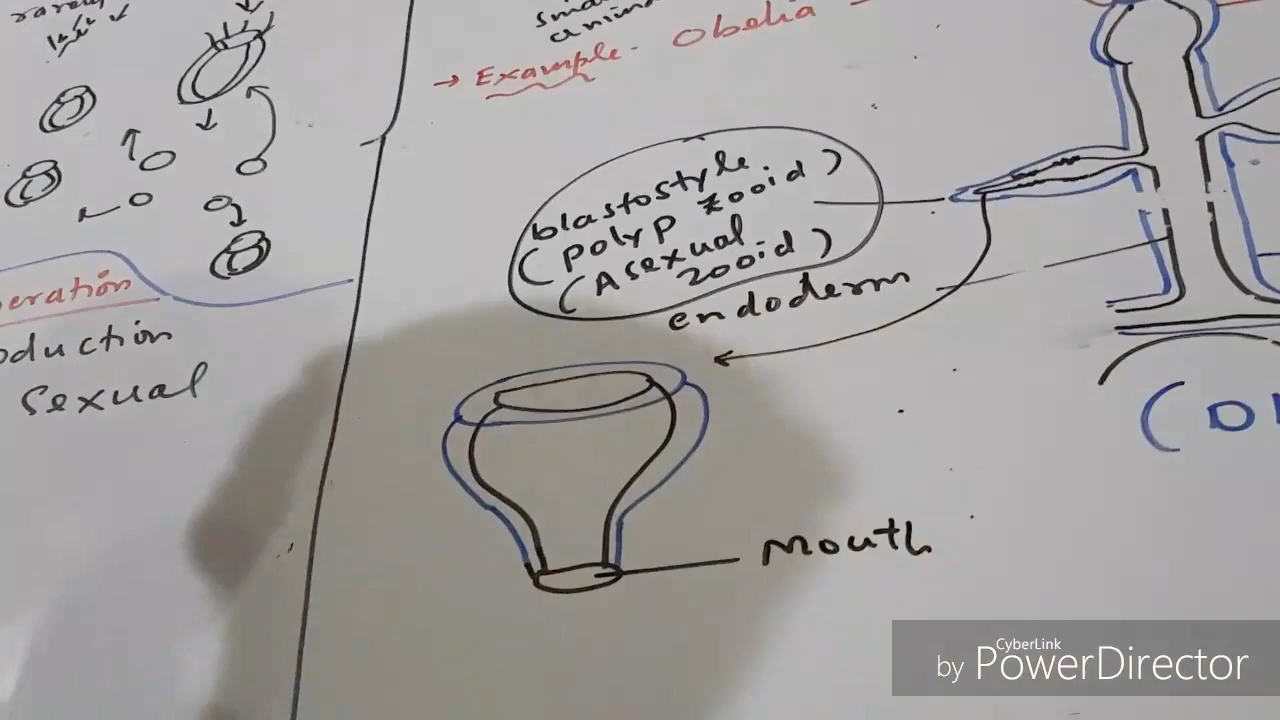 → Example - Obelia
blastostyle
(polyp zooid)
(Asexual
zooid)
endoderm
eration
oduction
sexual
Mouth
CyberLink
by PowerDirector